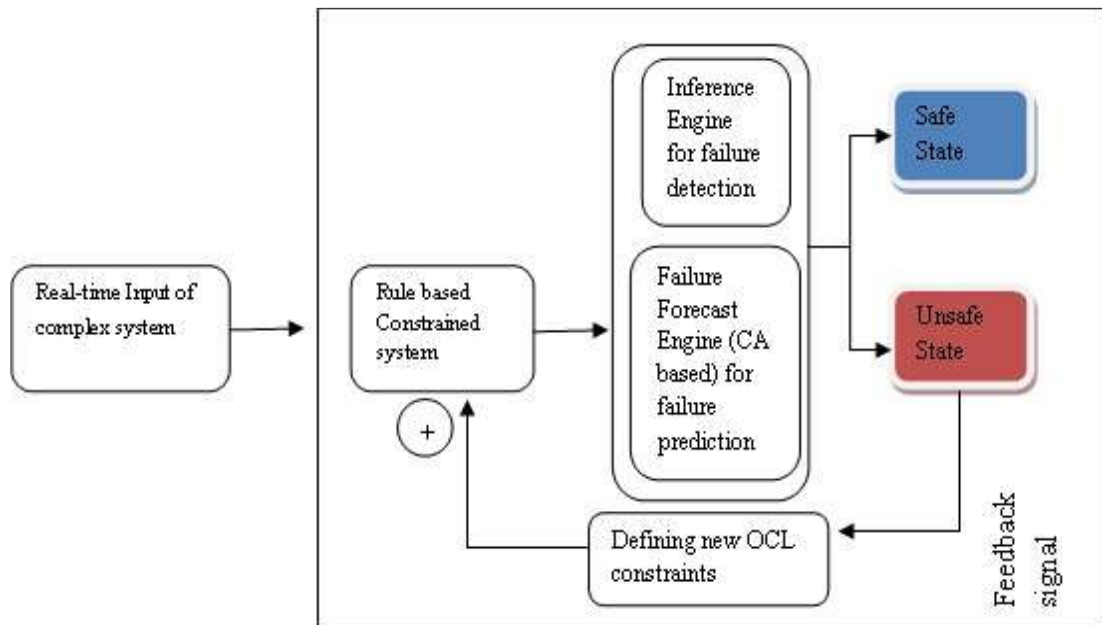 Real-time Input of
complex system
Rule based
Constrained
system
+
Inference
Engine
for failure
detection
Failure
Forecast
Engine (CA
based) for
failure
prediction
Safe
State
Unsafe
State
Defining new OCL
constraints
Feedback
signal